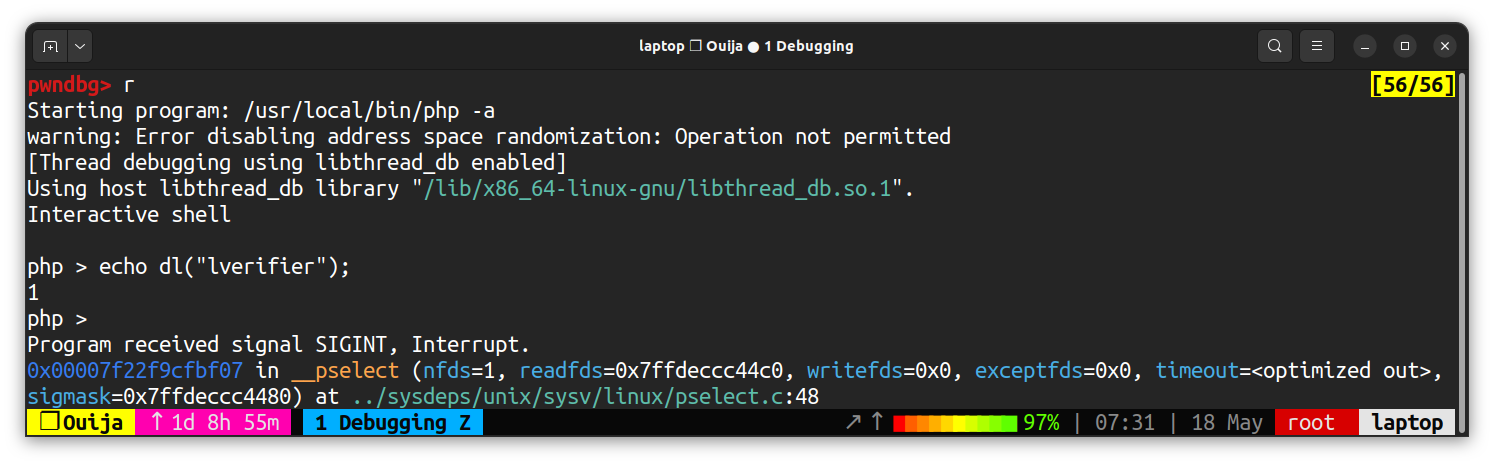 laptop ❐ Ouija ● 1 Debugging
pwndbg> r [56/56]
Starting program: /usr/local/bin/php -a
warning: Error disabling address space randomization: Operation not permitted
[Thread debugging using libthread_db enabled]
Using host libthread_db library "/lib/x86_64-linux-gnu/libthread_db.so.1".
Interactive shell
php > echo dl("lverifier");
1
php >
Program received signal SIGINT, Interrupt.
0x00007f22f9cfbf07 in __pselect (nfds=1, readfds=0x7ffdeccc44c0, writefds=0x0, exceptfds=0x0, timeout=<optimized out>,
sigmask=0x7ffdeccc4480) at ../sysdeps/unix/sysv/linux/pselect.c:48
❐Ouija ↑ 1d 8h 55m 1 Debugging Z ↗ ↑ 97% | 07:31 | 18 May root laptop